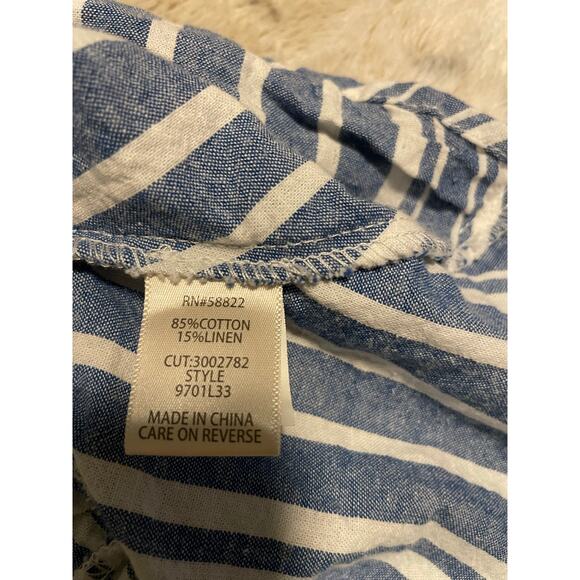 RN#58822
85%COTTON
15%LINEN
CUT:3002782
STYLE
9701L33
MADE IN CHINA
CARE ON REVERSE